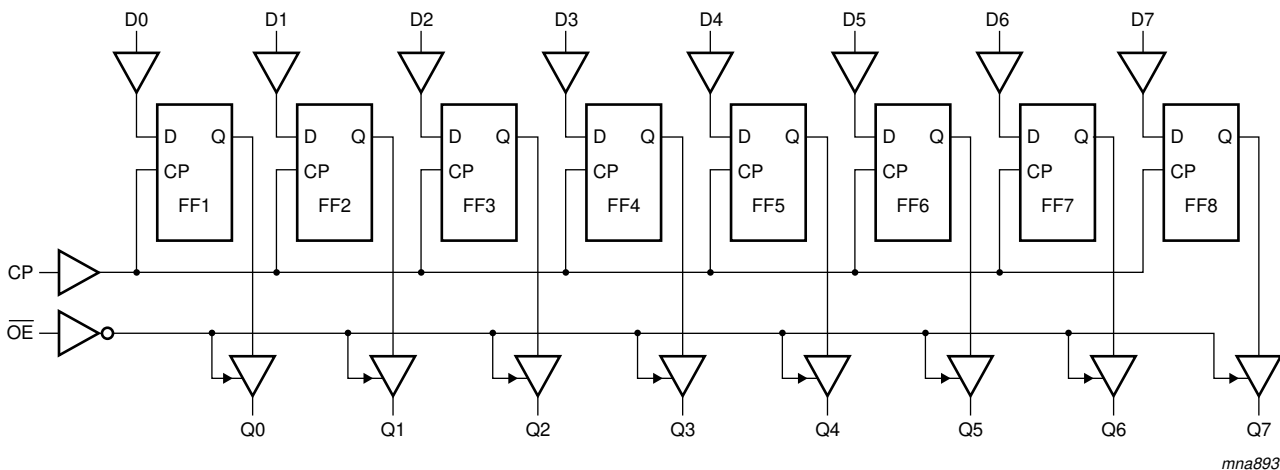 D0 D1 D2 D3 D4 D5 D6 D7
D Q D Q D Q D Q D Q D Q D Q D Q
CP CP CP CP CP CP CP CP
FF1 FF2 FF3 FF4 FF5 FF6 FF7 FF8
CP
O̅E̅
Q0 Q1 Q2 Q3 Q4 Q5 Q6 Q7
mna893